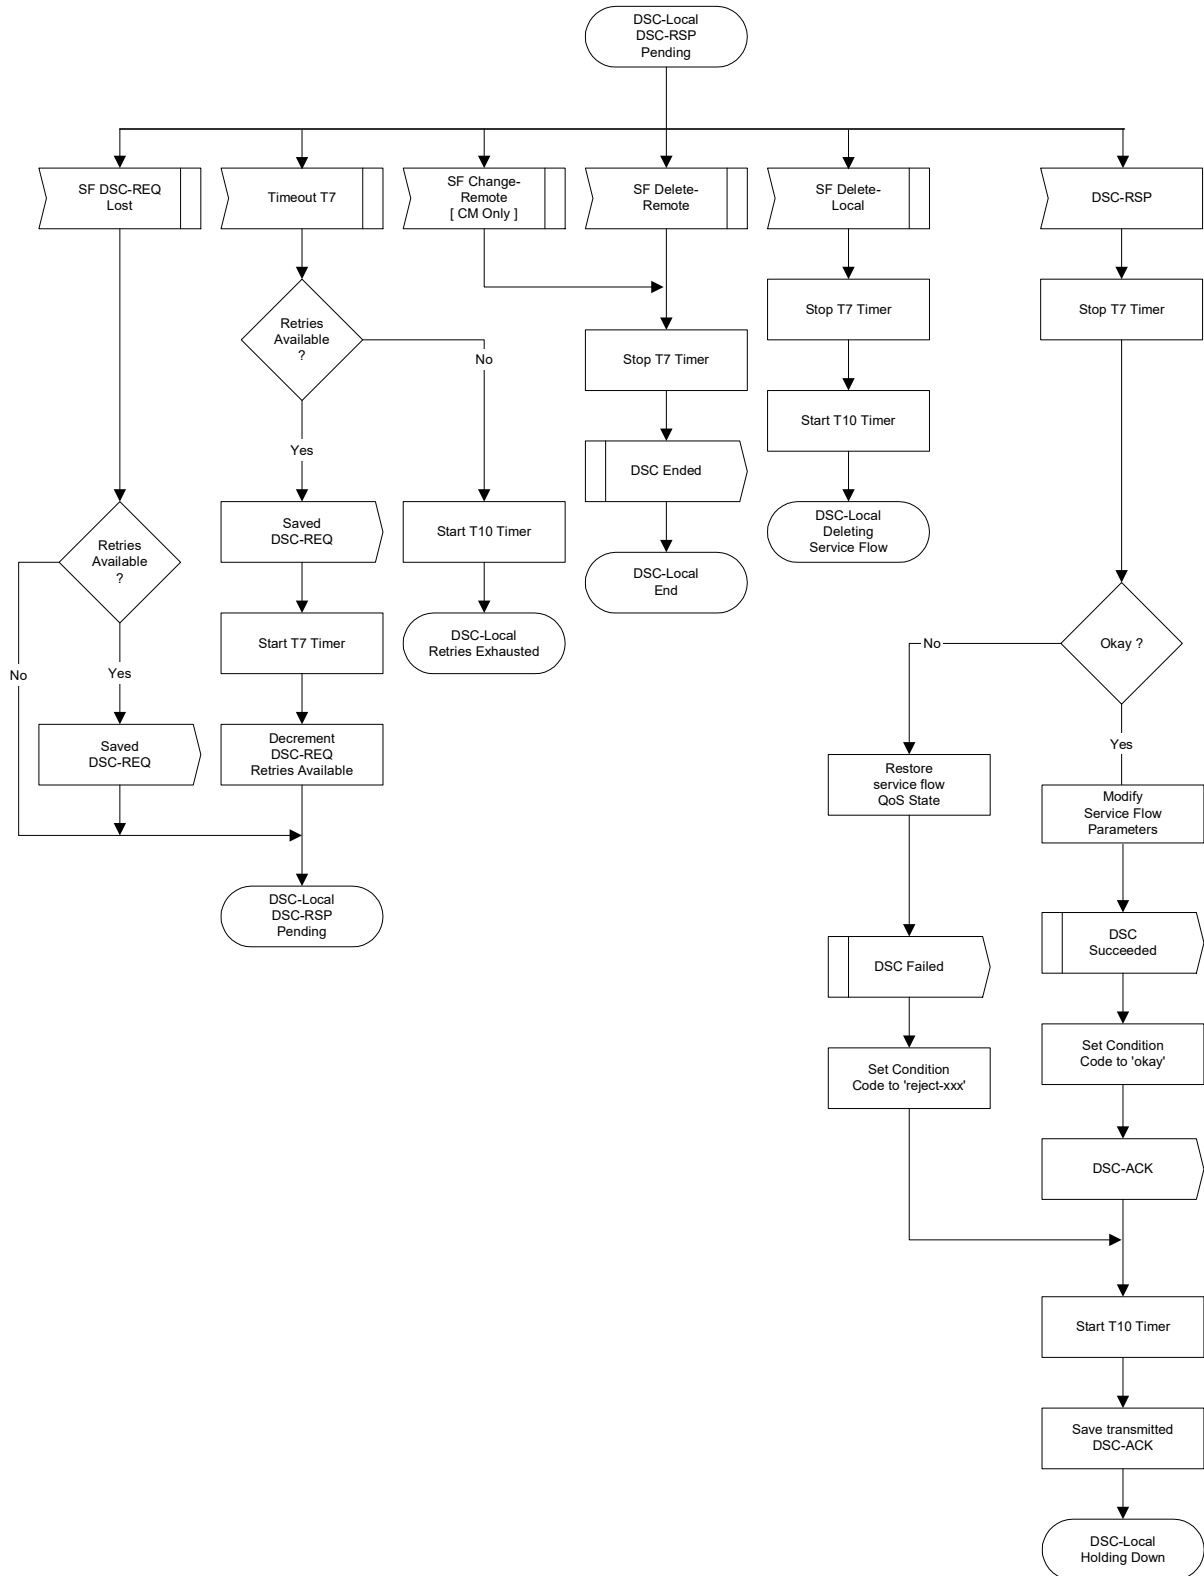 DSC-Local
DSC-RSP
Pending
SF DSC-REQ
Lost
Timeout T7
SF Change-
Remote
[ CM Only ]
SF Delete-
Remote
SF Delete-
Local
DSC-RSP
Retries
Available
?
No
Yes
Stop T7 Timer
Stop T7 Timer
Stop T7 Timer
Start T10 Timer
DSC Ended
Saved
DSC-REQ
Start T10 Timer
DSC-Local
Deleting
Service Flow
Retries
Available
?
No
Yes
DSC-Local
End
Start T7 Timer
DSC-Local
Retries Exhausted
Okay ?
No
Yes
Saved
DSC-REQ
Decrement
DSC-REQ
Retries Available
Restore
service flow
QoS State
Modify
Service Flow
Parameters
DSC-Local
DSC-RSP
Pending
DSC Failed
DSC
Succeeded
Set Condition
Code to 'reject-xxx'
Set Condition
Code to 'okay'
DSC-ACK
Start T10 Timer
Save transmitted
DSC-ACK
DSC-Local
Holding Down